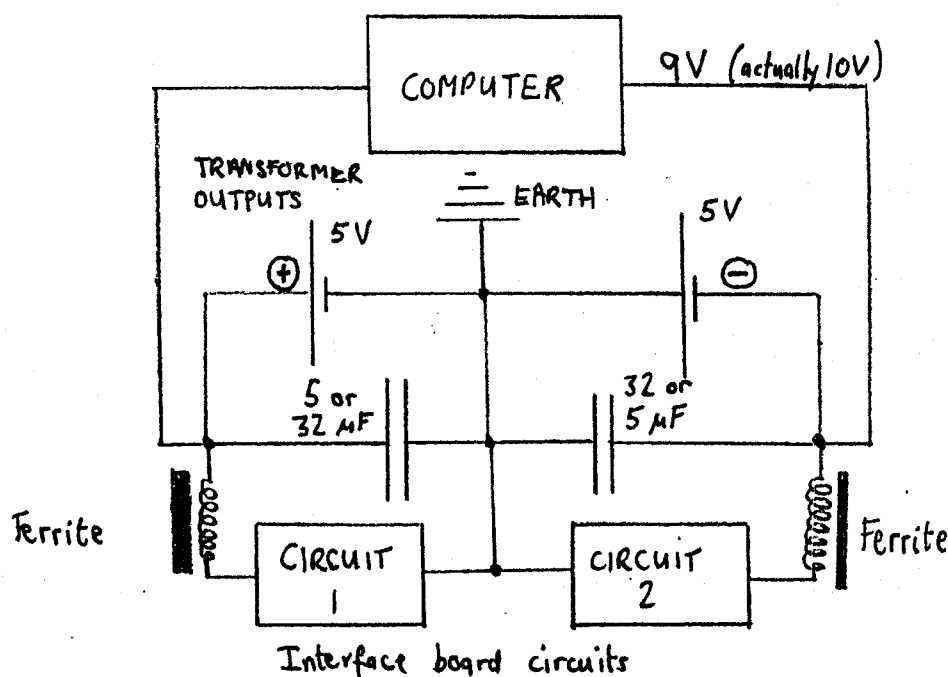 COMPUTER
9V (actually 10V)
TRANSFORMER
OUTPUTS
EARTH
5V
5V
+
−
5 or
32 µF
32 or
5 µF
Ferrite
Ferrite
CIRCUIT
1
CIRCUIT
2
Interface board circuits